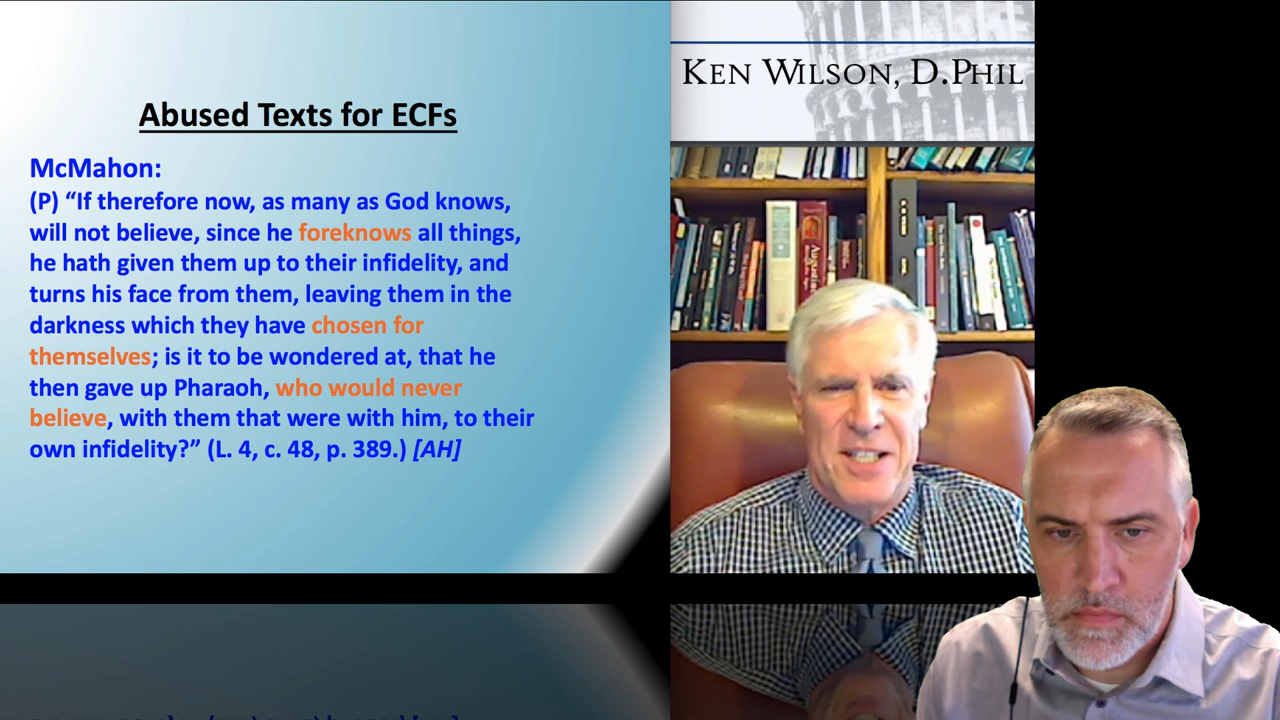 KEN WILSON, D.PHIL
Abused Texts for ECFs
McMahon:
(P) “If therefore now, as many as God knows,
will not believe, since he foreknows all things,
he hath given them up to their infidelity, and
turns his face from them, leaving them in the
darkness which they have chosen for
themselves; is it to be wondered at, that he
then gave up Pharaoh, who would never
believe, with them that were with him, to their
own infidelity?” (L. 4, c. 48, p. 389.) [AH]